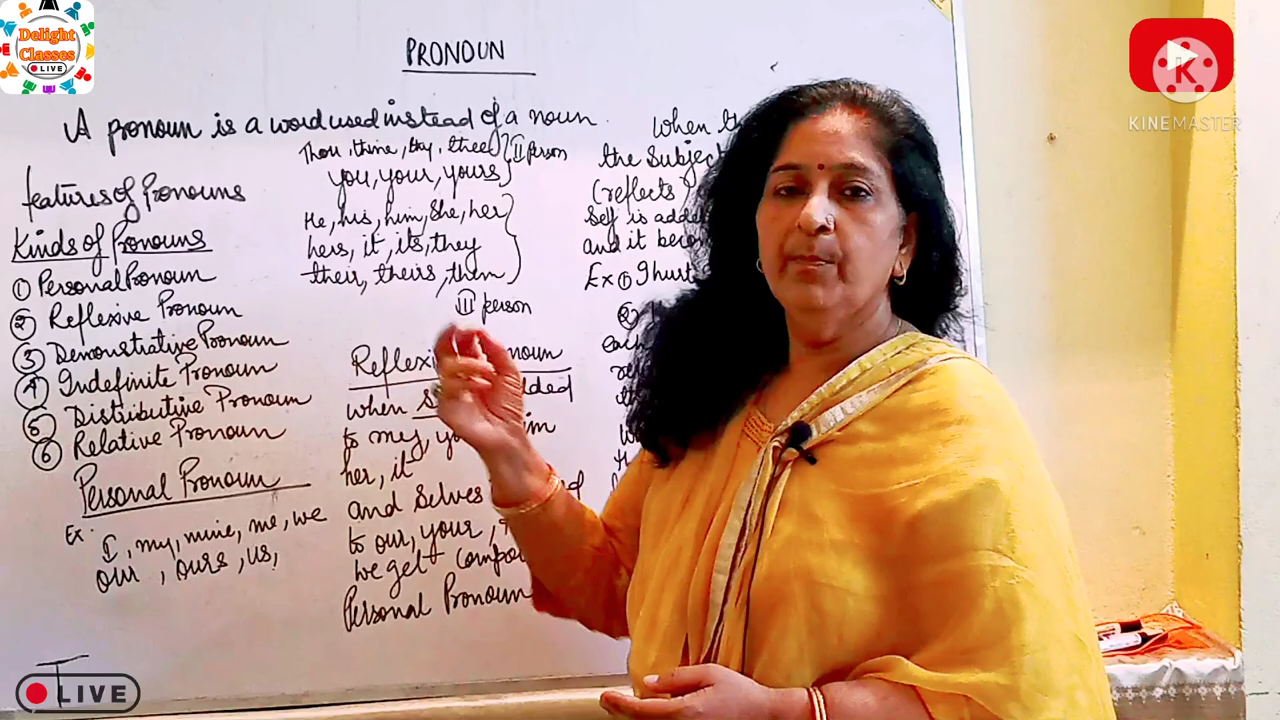 Delight
Classes
LIVE
KINEMASTER
PRONOUN
A pronoun is a word used instead of a noun.
features of Pronouns
Kinds of Pronouns
① Personal Pronoun
② Reflexive Pronoun
③ Demonstrative Pronoun
④ Indefinite Pronoun
⑤ Distributive Pronoun
⑥ Relative Pronoun
Personal Pronoun
Ex.
I, my, mine, me, we
our, ours, us,
Thou, thine, thy, thee II person
you, your, yours
He, his, him, She, her
hers, it, its, they
their, theirs, them
III person
Reflexi noun
when
to my,
her, it
and Selves of
to our, your,
we get
Personal Pronoun
When
the Subject
(reflects
Self is
and it
Ex ① I hurt
②
LIVE